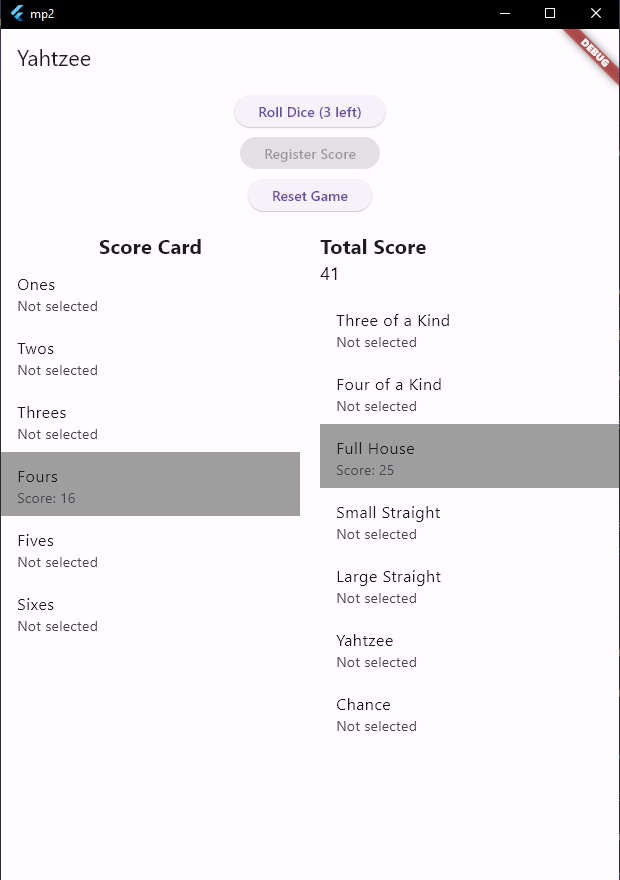 mp2
Yahtzee
DEBUG
Roll Dice (3 left)
Register Score
Reset Game
Score Card
Ones
Not selected
Twos
Not selected
Threes
Not selected
Fours
Score: 16
Fives
Not selected
Sixes
Not selected
Total Score
41
Three of a Kind
Not selected
Four of a Kind
Not selected
Full House
Score: 25
Small Straight
Not selected
Large Straight
Not selected
Yahtzee
Not selected
Chance
Not selected